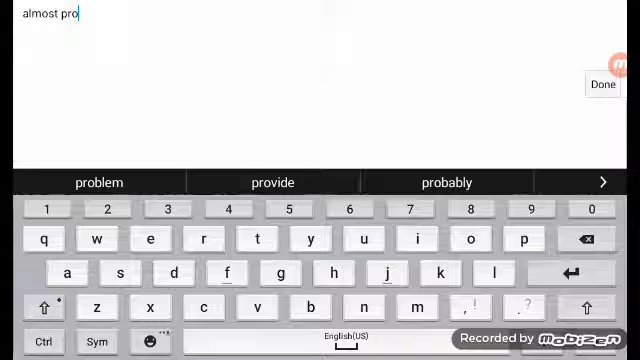 almost pro
Done
problem provide probably >
1 2 3 4 5 6 7 8 9 0
q w e r t y u i o p
a s d f g h j k l
z x c v b n m , ! . ?
Ctrl Sym English(US)
Recorded by mobizen